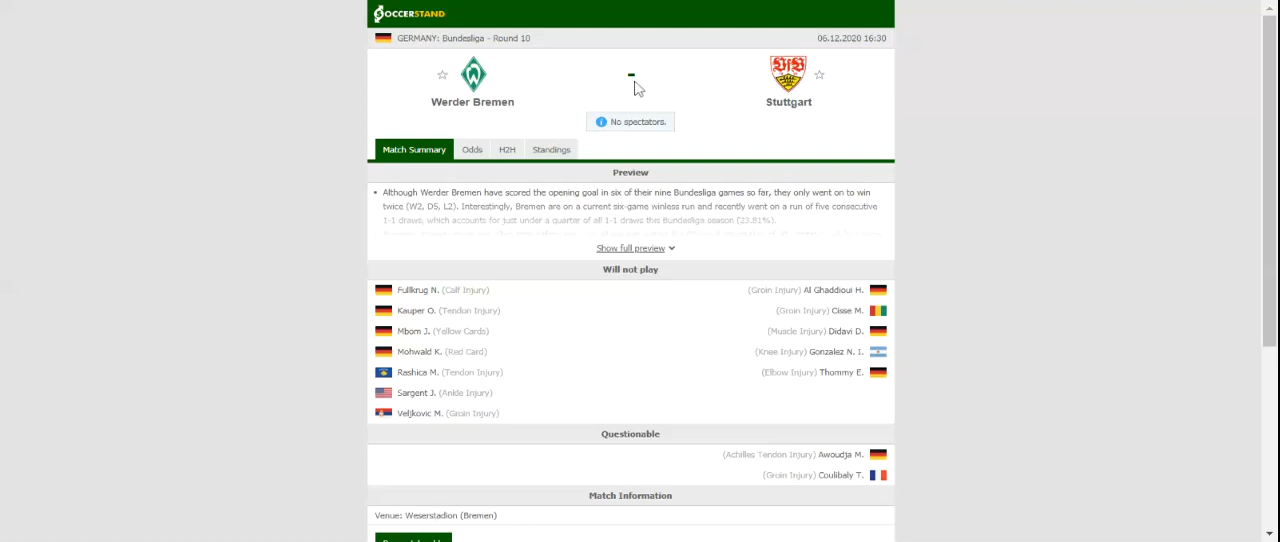 SOCCERSTAND
GERMANY: Bundesliga - Round 10
06.12.2020 16:30
Werder Bremen
-
Stuttgart
No spectators.
Match Summary
Odds
H2H
Standings
Preview
• Although Werder Bremen have scored the opening goal in six of their nine Bundesliga games so far, they only went on to win
twice (W2, D5, L2). Interestingly, Bremen are on a current six-game winless run and recently went on a run of five consecutive
1-1 draws, which accounts for just under a quarter of all 1-1 draws this Bundesliga season (23.81%).
Show full preview
Will not play
Fullkrug N. (Calf Injury)
(Groin Injury) Al Ghaddioui H.
Kauper O. (Tendon Injury)
(Groin Injury) Cisse M.
Mbom J. (Yellow Cards)
(Muscle Injury) Didavi D.
Mohwald K. (Red Card)
(Knee Injury) Gonzalez N. I.
Rashica M. (Tendon Injury)
(Elbow Injury) Thommy E.
Sargent J. (Ankle Injury)
Veljkovic M. (Groin Injury)
Questionable
(Achilles Tendon Injury) Awoudja M.
(Groin Injury) Coulibaly T.
Match Information
Venue: Weserstadion (Bremen)